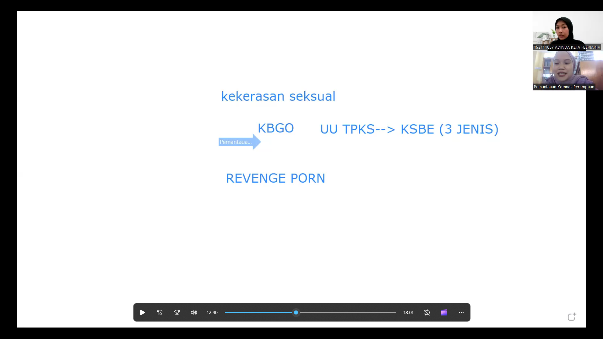 kekerasan seksual
KBGO
UU TPKS--> KSBE (3 JENIS)
REVENGE PORN